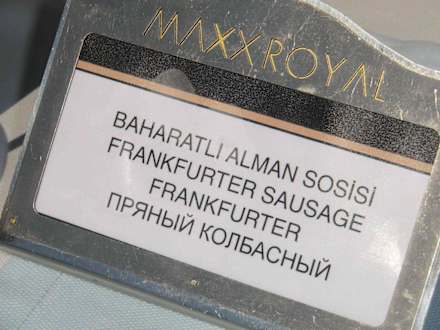 MAXXROYAL
BAHARATLI ALMAN SOSİSİ
FRANKFURTER SAUSAGE
FRANKFURTER
ПРЯНЫЙ КОЛБАСНЫЙ